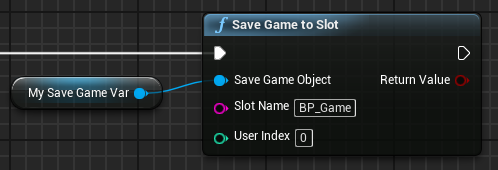 f Save Game to Slot
My Save Game Var
Save Game Object
Return Value
Slot Name BP_Game
User Index 0